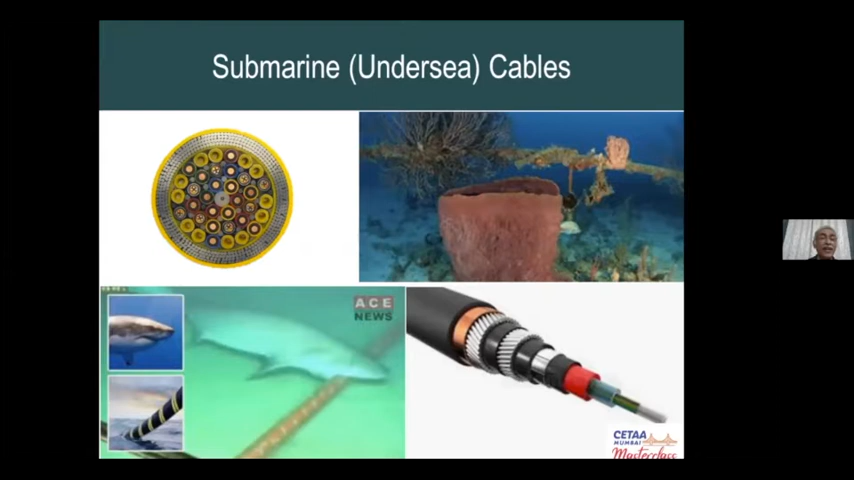 Submarine (Undersea) Cables
ACE
NEWS
CETAA
MUMBAI
Masterclass